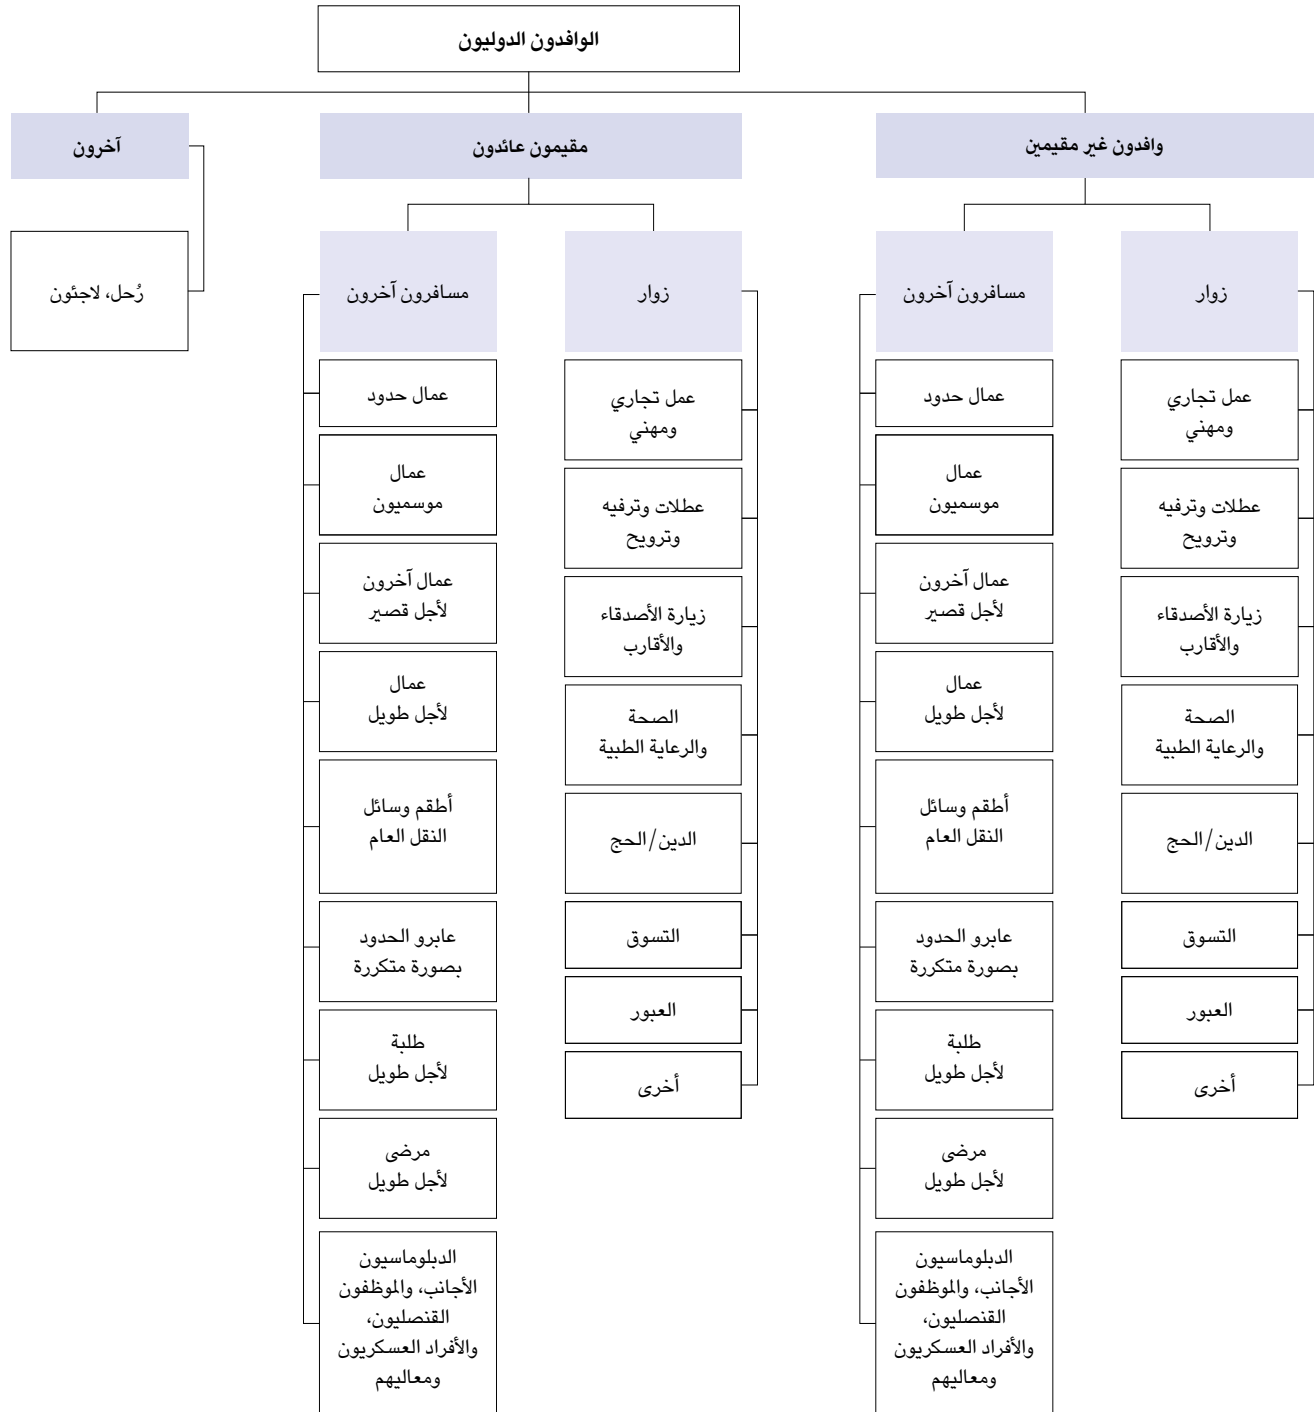 الوافدون الدوليون
وافدون غير مقيمين
مقيمون عائدون
آخرون
زوار
مسافرون آخرون
زوار
مسافرون آخرون
رُحل، لاجئون
عمل تجاري
ومهني
عطلات وترفيه
وترويح
زيارة الأصدقاء
والأقارب
الصحة
والرعاية الطبية
الدين/الحج
التسوق
العبور
أخرى
عمال حدود
عمال
موسميون
عمال آخرون
لأجل قصير
عمال
لأجل طويل
أطقم وسائل
النقل العام
عابرو الحدود
بصورة متكررة
طلبة
لأجل طويل
مرضى
لأجل طويل
الدبلوماسيون
الأجانب، والموظفون
القنصليون،
والأفراد العسكريون
ومعاليهم
عمل تجاري
ومهني
عطلات وترفيه
وترويح
زيارة الأصدقاء
والأقارب
الصحة
والرعاية الطبية
الدين/الحج
التسوق
العبور
أخرى
عمال حدود
عمال
موسميون
عمال آخرون
لأجل قصير
عمال
لأجل طويل
أطقم وسائل
النقل العام
عابرو الحدود
بصورة متكررة
طلبة
لأجل طويل
مرضى
لأجل طويل
الدبلوماسيون
الأجانب، والموظفون
القنصليون،
والأفراد العسكريون
ومعاليهم